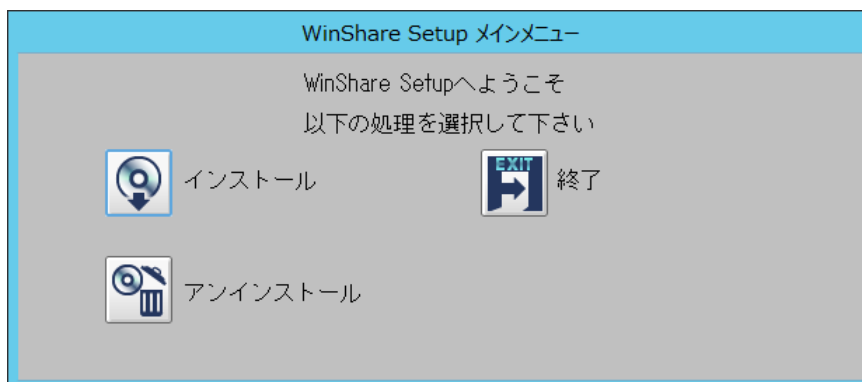 WinShare Setup メインメニュー
WinShare Setupへようこそ
以下の処理を選択して下さい
インストール
EXIT
終了
アンインストール